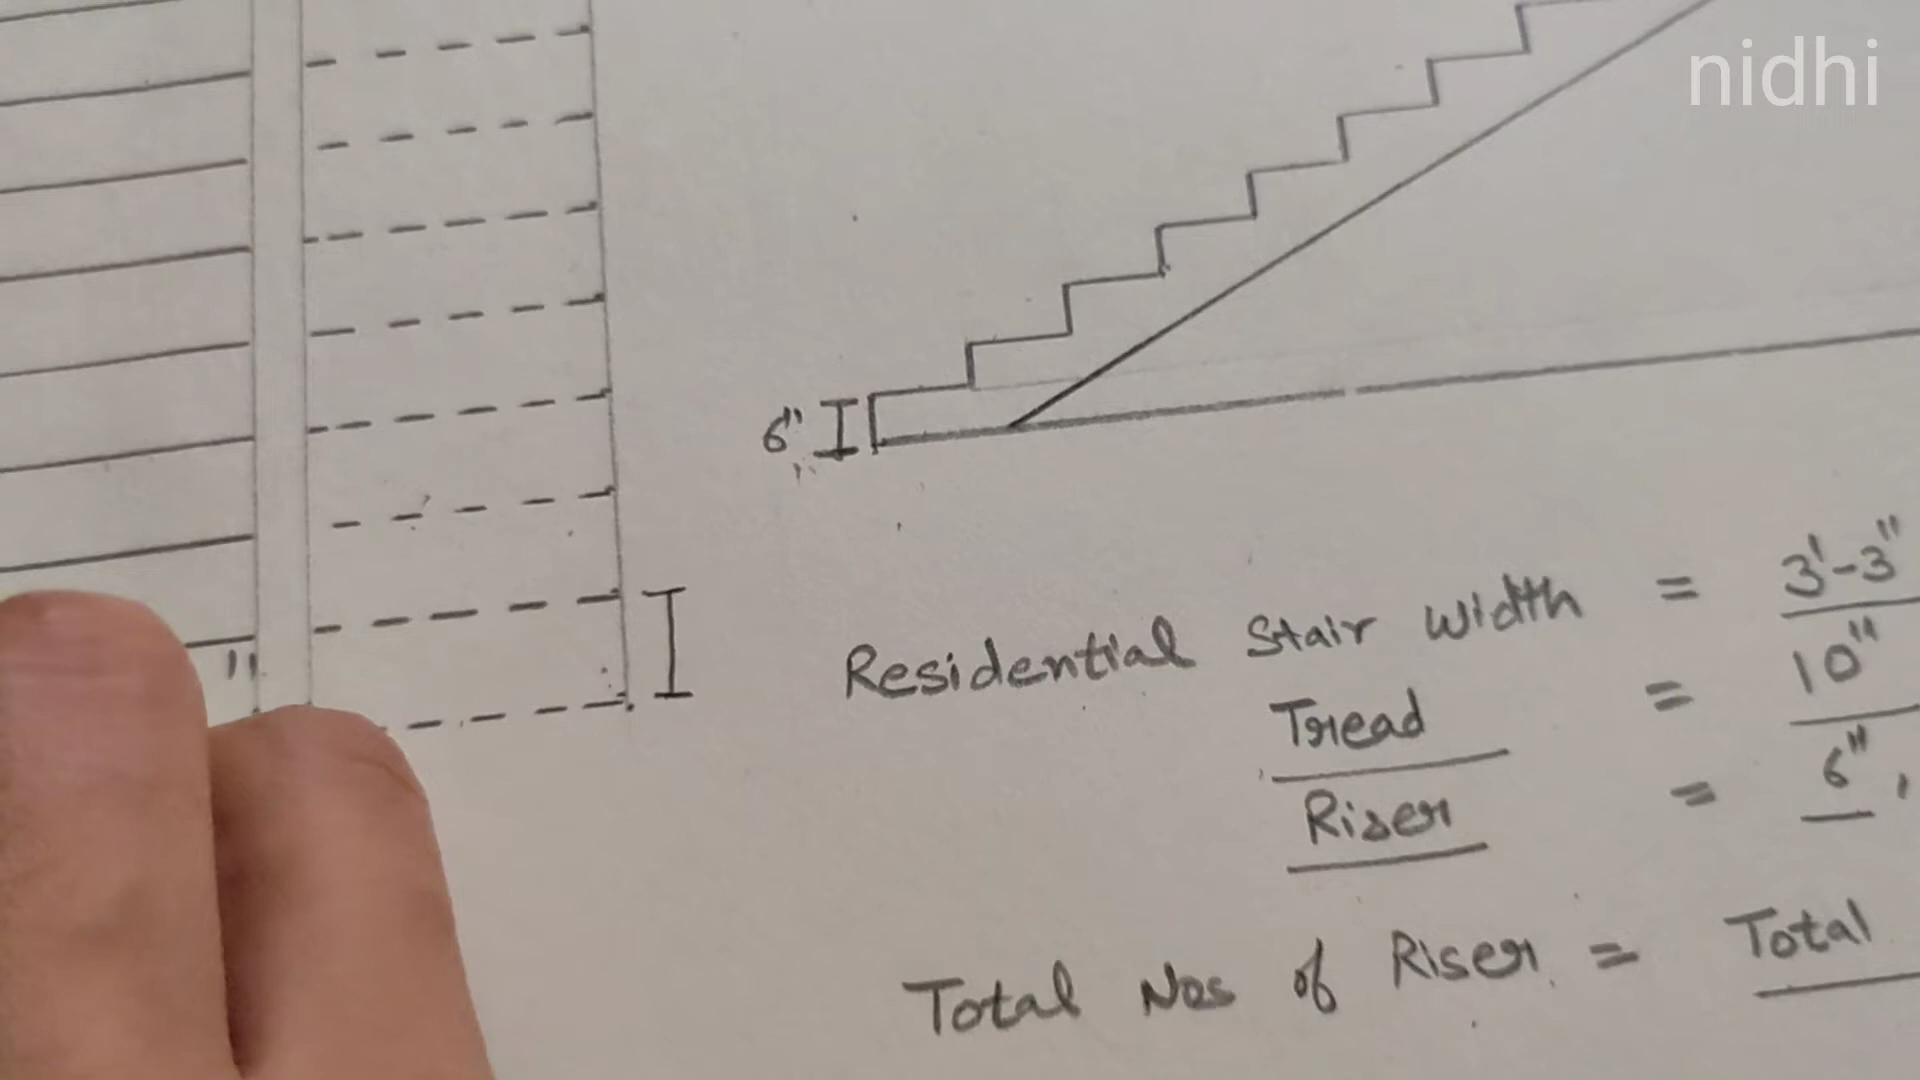 nidhi
6"
"
Residential Stair Width = 3'-3"
Tread = 10"
Riser = 6",
Total Nos of Riser = Total